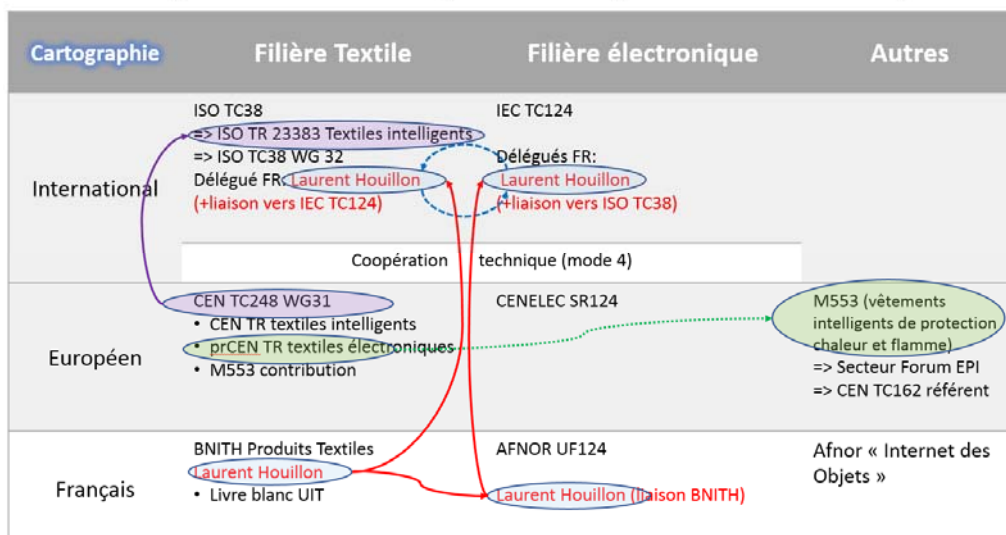 Cartographie
Filière Textile
Filière électronique
Autres
International
ISO TC38
=> ISO TR 23383 Textiles intelligents
=> ISO TC38 WG 32
Délégué FR: Laurent Houillon
(+liaison vers IEC TC124)
IEC TC124
Délégués FR:
Laurent Houillon
(+liaison vers ISO TC38)
Coopération technique (mode 4)
Européen
CEN TC248 WG31
• CEN TR textiles intelligents
• prCEN TR textiles électroniques
• M553 contribution
CENELEC SR124
M553 (vêtements
intelligents de protection
chaleur et flamme)
=> Secteur Forum EPI
=> CEN TC162 référent
Français
BNITH Produits Textiles
Laurent Houillon
• Livre blanc UIT
AFNOR UF124
Laurent Houillon (liaison BNITH)
Afnor « Internet des
Objets »